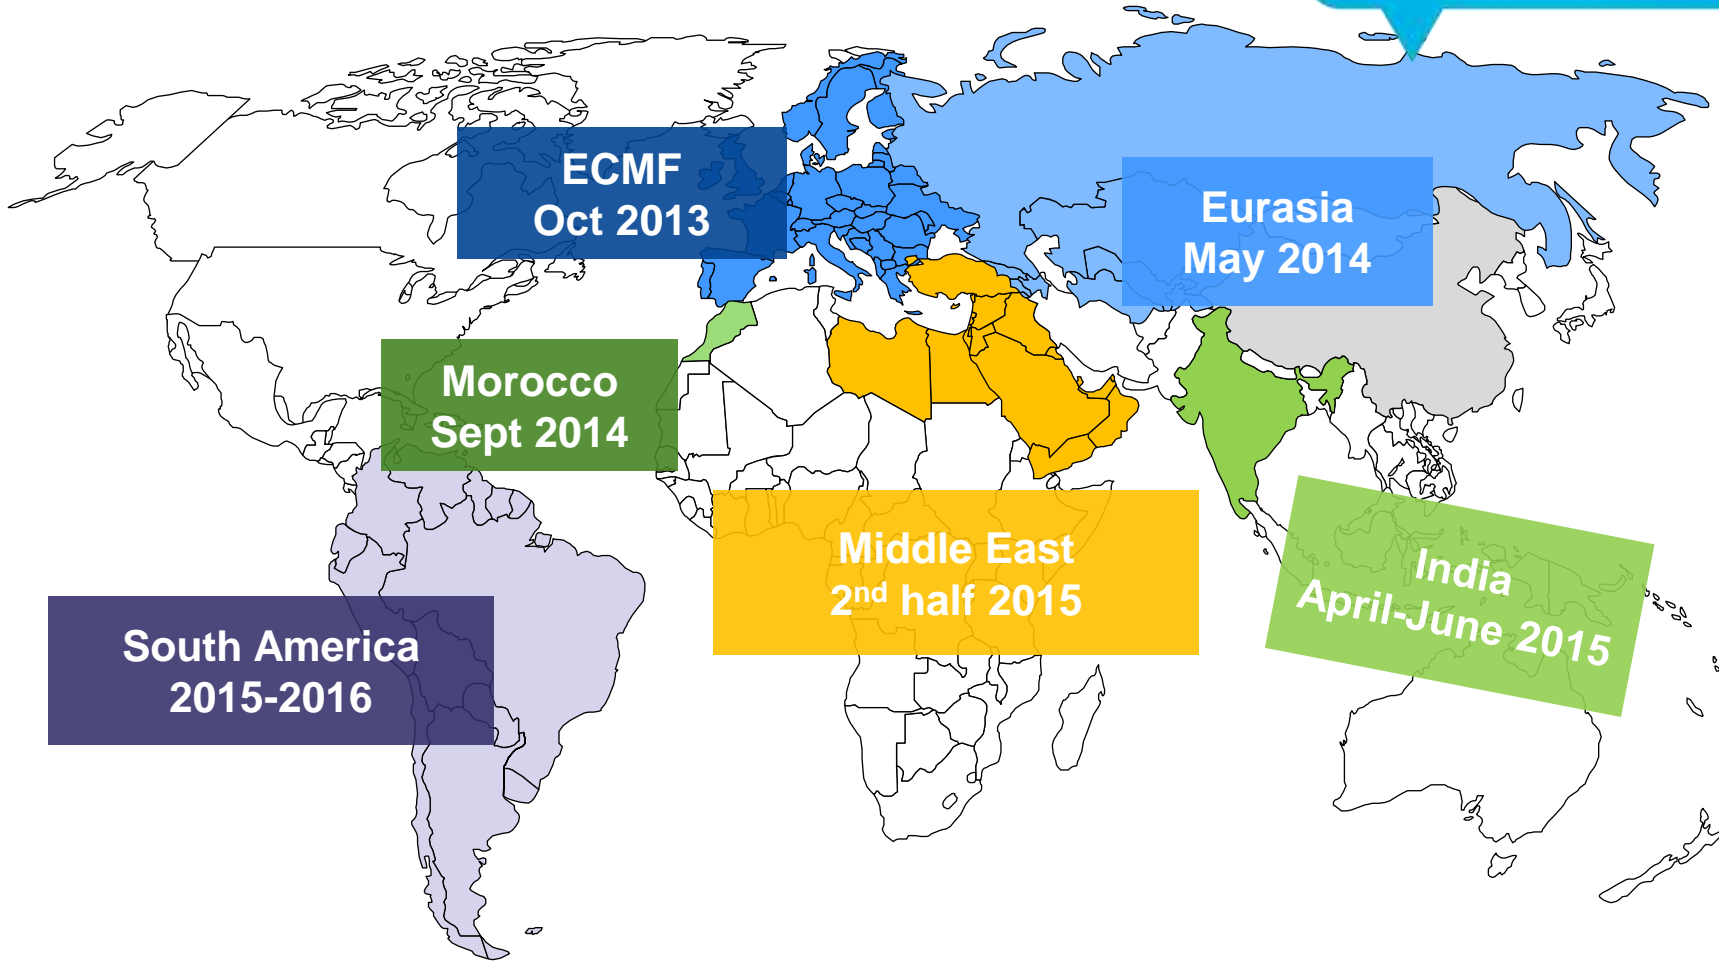 ECMF
Oct 2013
Eurasia
May 2014
Morocco
Sept 2014
Middle East
2nd half 2015
India
April-June 2015
South America
2015-2016